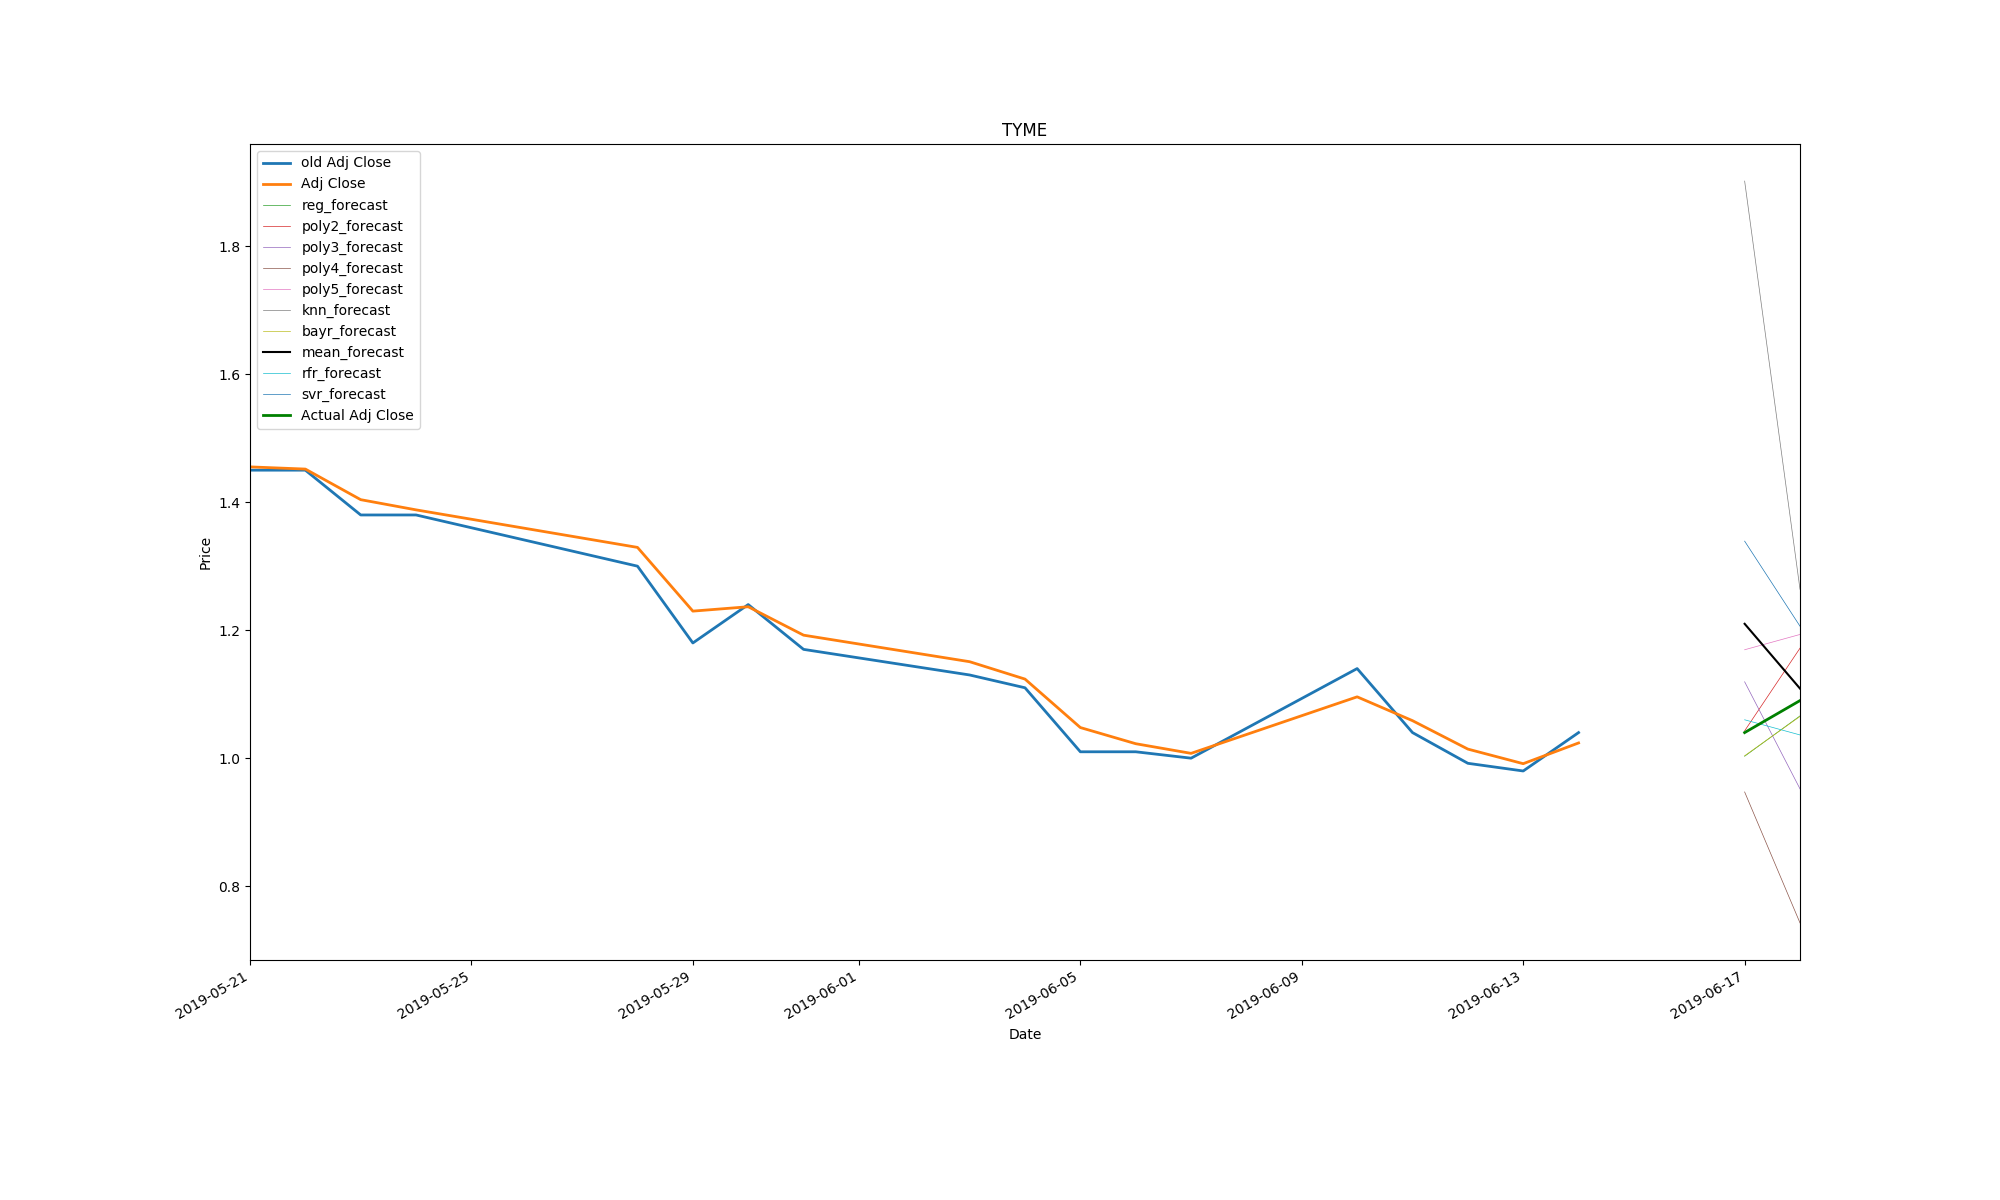 TYME
old Adj Close
Adj Close
reg_forecast
poly2_forecast
poly3_forecast
poly4_forecast
poly5_forecast
knn_forecast
bayr_forecast
mean_forecast
rfr_forecast
svr_forecast
Actual Adj Close
1.8
1.6
1.4
1.2
1.0
0.8
Price
2019-05-21
2019-05-25
2019-05-29
2019-06-01
2019-06-05
2019-06-09
2019-06-13
2019-06-17
Date